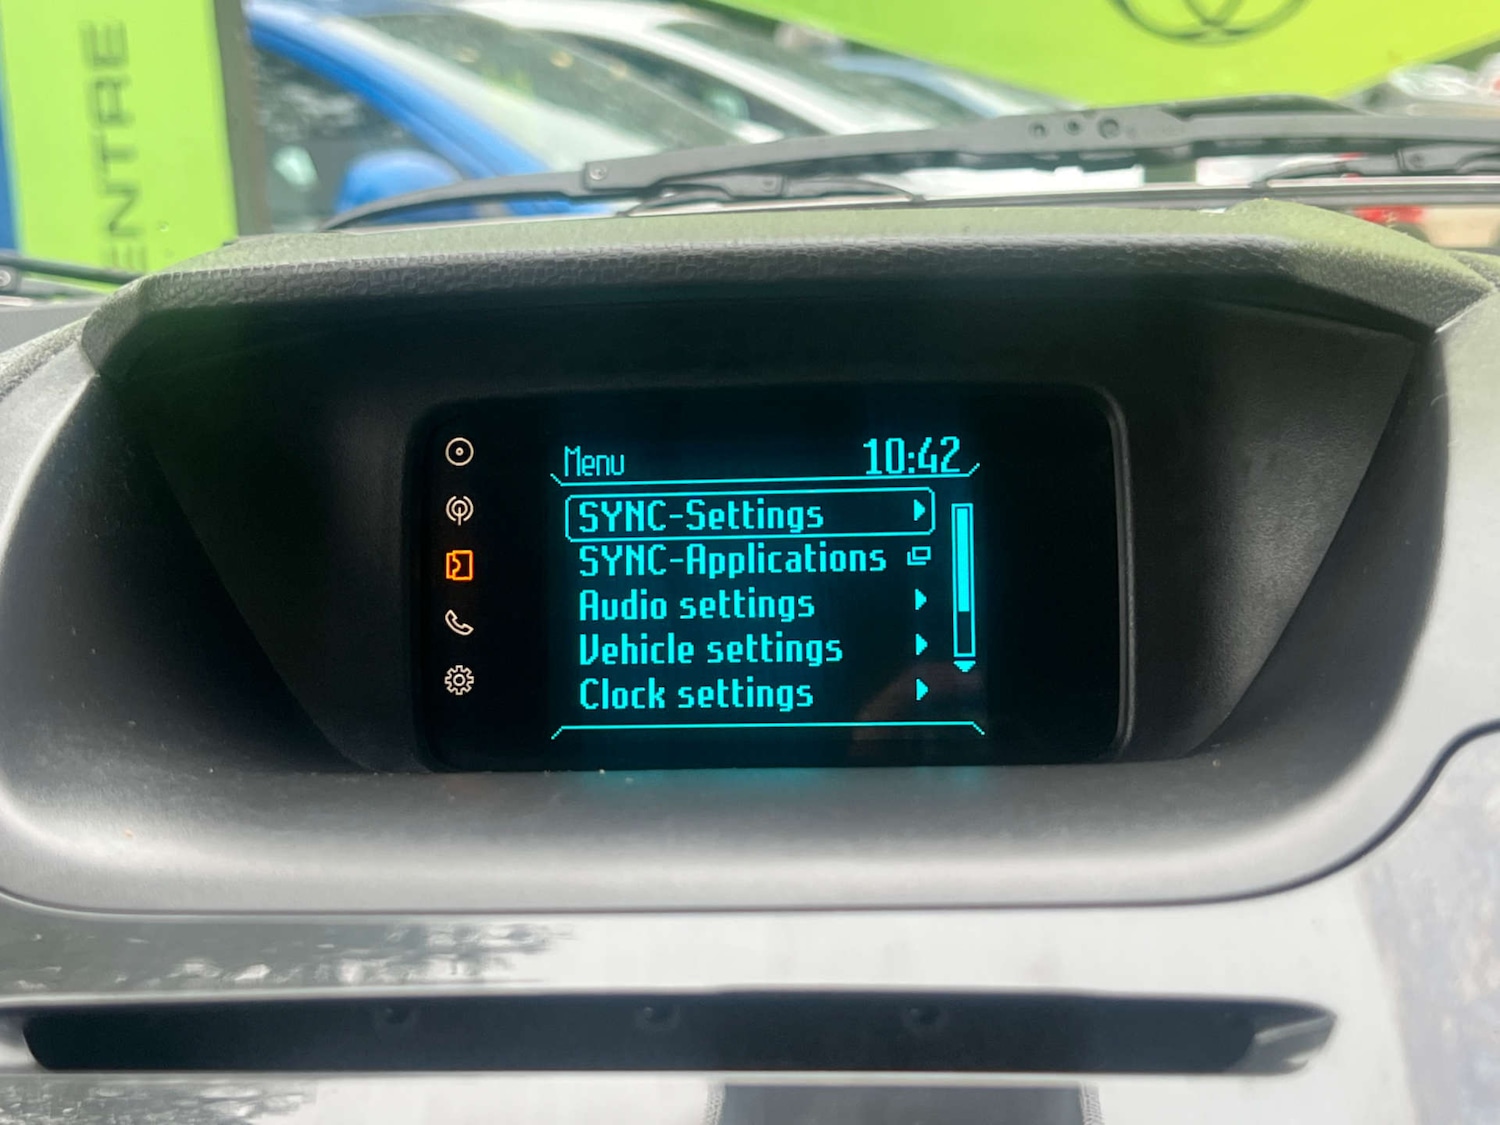 ENTRE
Menu
10:42
SYNC-Settings
SYNC-Applications
Audio settings
Vehicle settings
Clock settings